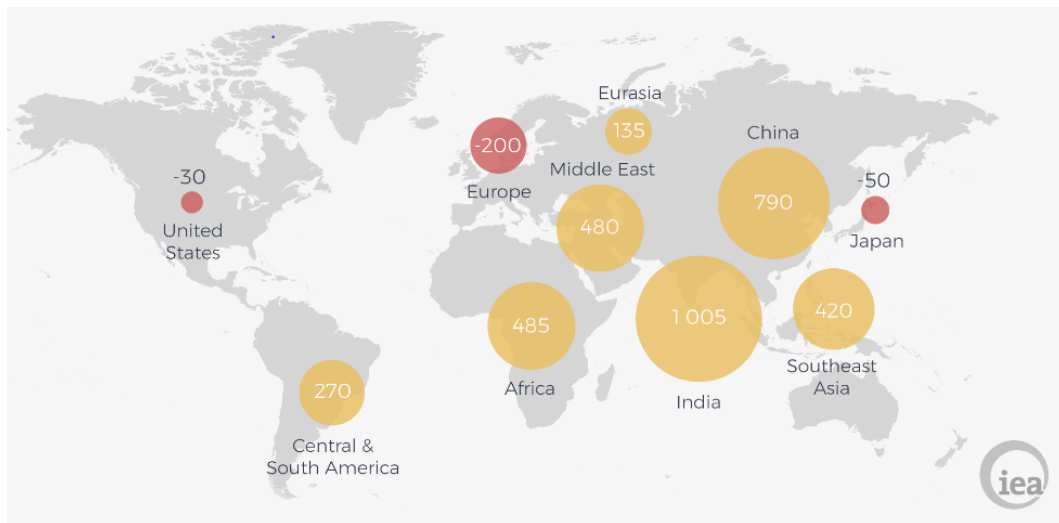 Eurasia
135
China
-200
Middle East
-30
-50
Europe
790
United
States
480
Japan
1 005
420
485
Southeast
Asia
270
Africa
India
Central &
South America
iea